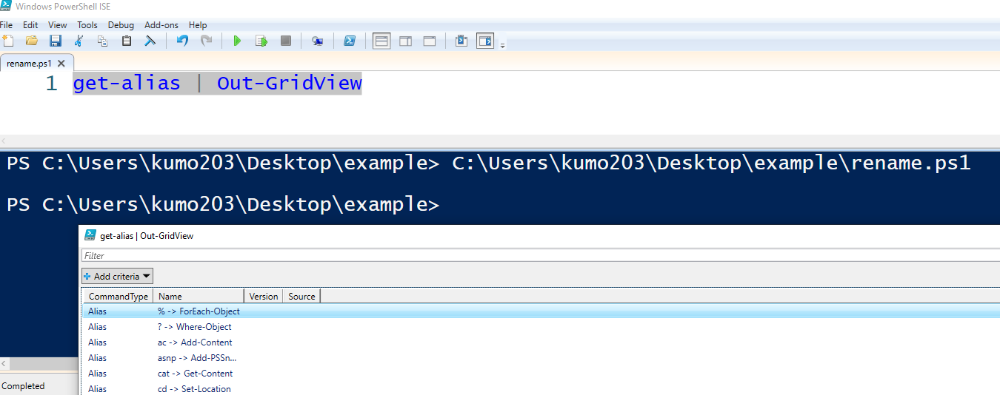 Windows PowerShell ISE
File Edit View Tools Debug Add-ons Help
rename.ps1
1 get-alias | Out-GridView
PS C:\Users\kumo203\Desktop\example> C:\Users\kumo203\Desktop\example\rename.ps1
PS C:\Users\kumo203\Desktop\example>
get-alias | Out-GridView
Filter
Add criteria
CommandType Name Version Source
Alias % -> ForEach-Object
Alias ? -> Where-Object
Alias ac -> Add-Content
Alias asnp -> Add-PSSn...
Alias cat -> Get-Content
Alias cd -> Set-Location
Completed